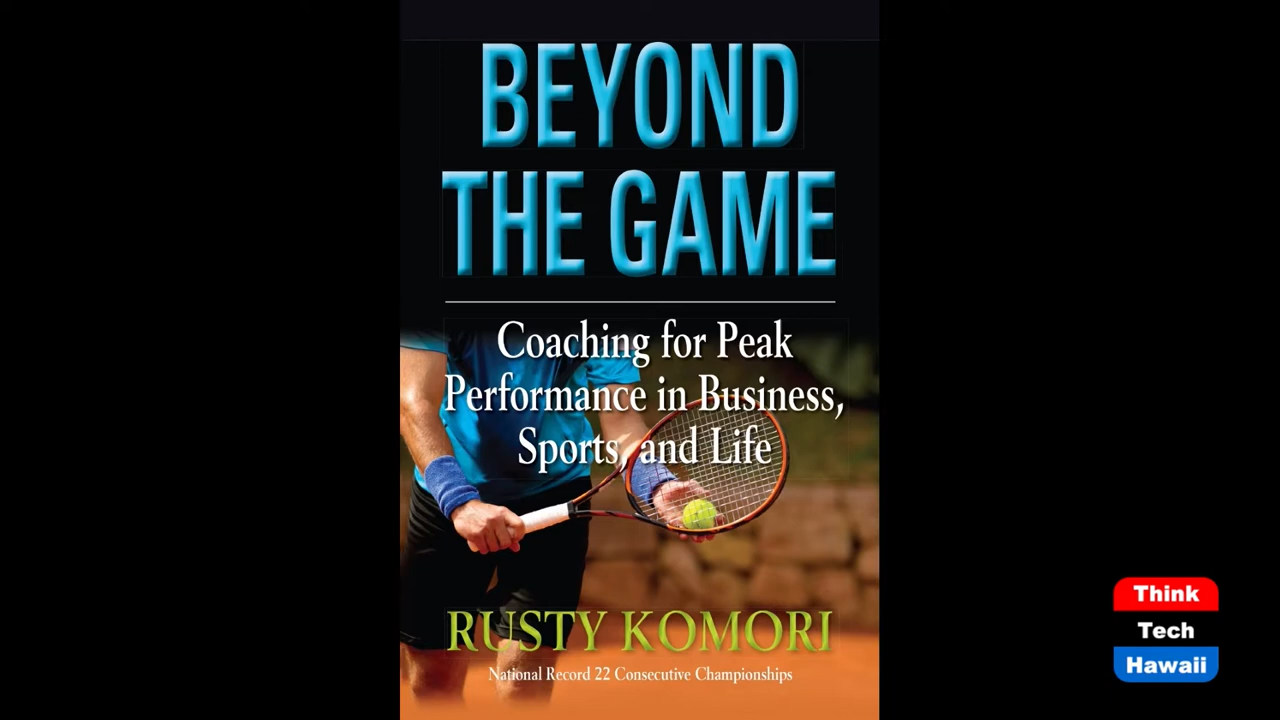 BEYOND
THE GAME
Coaching for Peak
Performance in Business,
Sports, and Life
RUSTY KOMORI
National Record 22 Consecutive Championships
Think
Tech
Hawaii